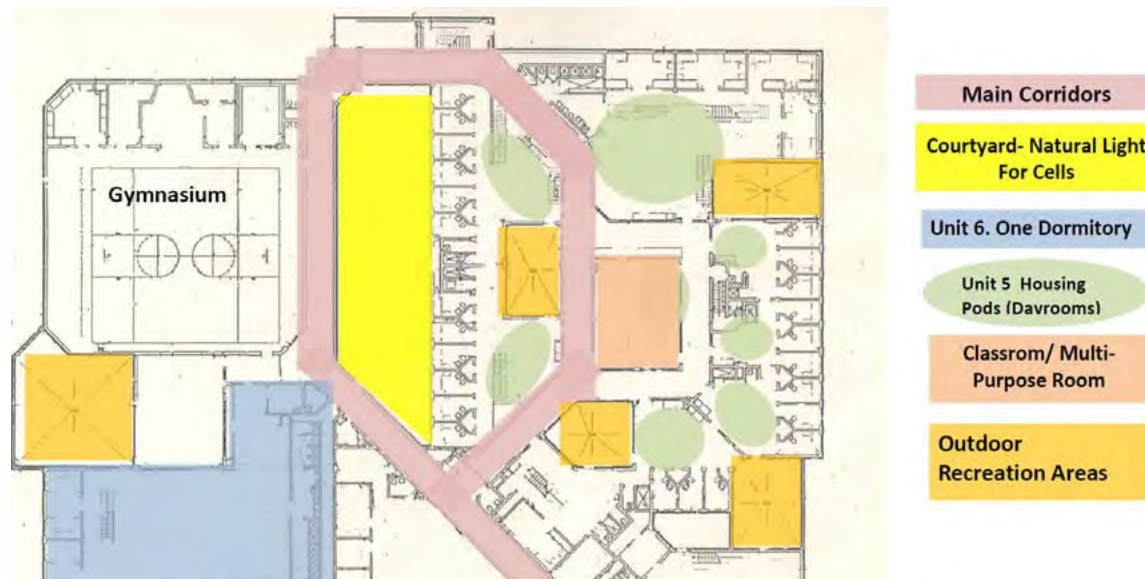 Gymnasium
Main Corridors
Courtyard- Natural Light
For Cells
Unit 6. One Dormitory
Unit 5 Housing
Pods (Davrooms)
Classrom/ Multi-
Purpose Room
Outdoor
Recreation Areas